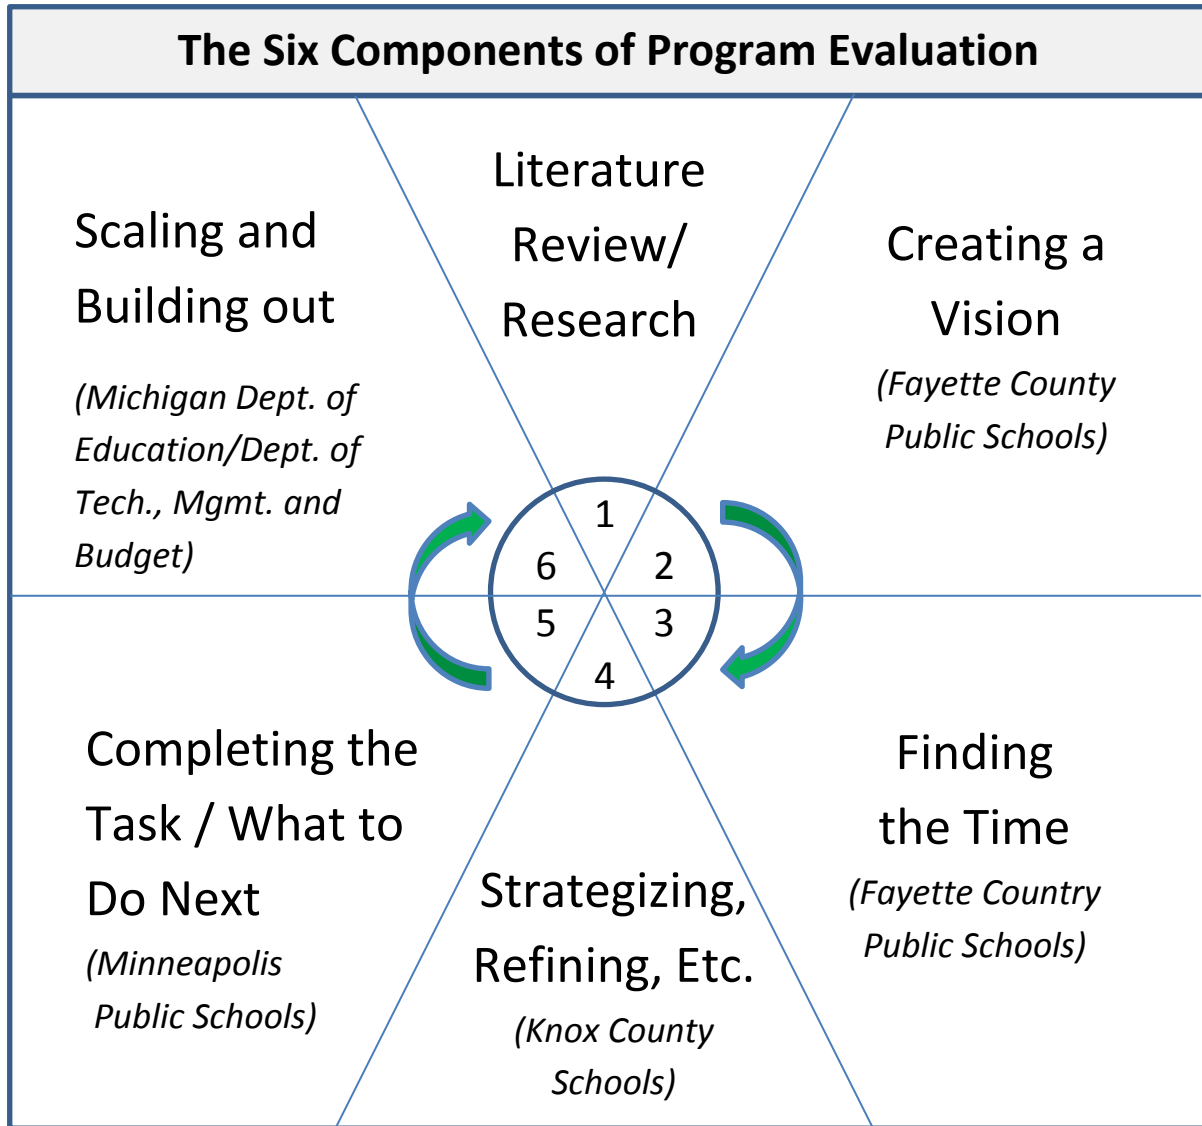 The Six Components of Program Evaluation
Literature
Review/
Research
Creating a
Vision
(Fayette County
Public Schools)
Finding
the Time
(Fayette Country
Public Schools)
Strategizing,
Refining, Etc.
(Knox County
Schools)
Completing the
Task / What to
Do Next
(Minneapolis
Public Schools)
Scaling and
Building out
(Michigan Dept. of
Education/Dept. of
Tech., Mgmt. and
Budget)
1
2
3
4
5
6